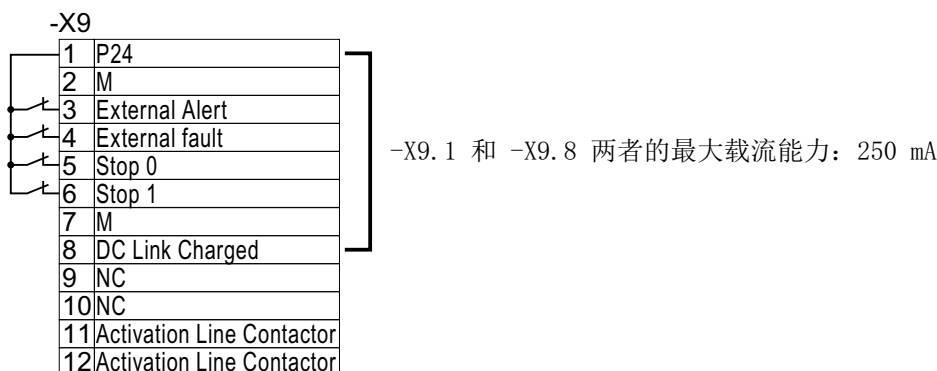 -X9
1 P24
2 M
3 External Alert
4 External fault
5 Stop 0
6 Stop 1
7 M
8 DC Link Charged
9 NC
10 NC
11 Activation Line Contactor
12 Activation Line Contactor
-X9.1 和 -X9.8 两者的最大载流能力：250 mA